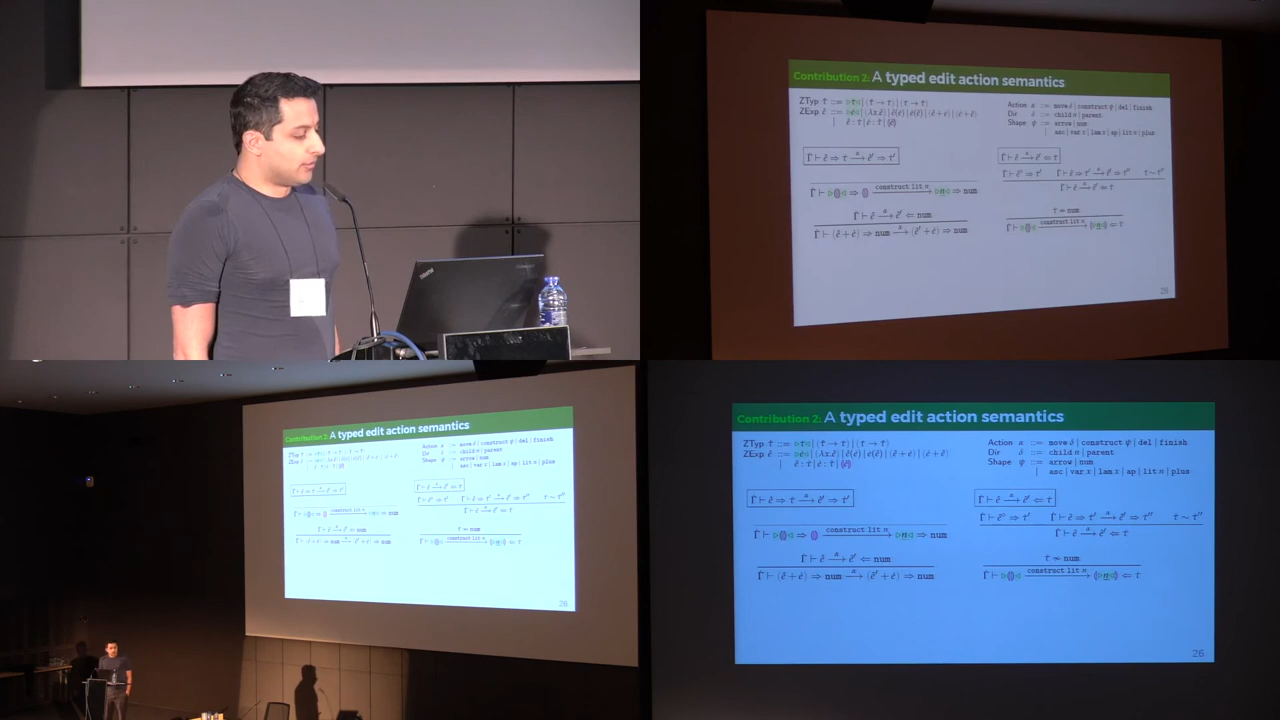 Contribution 2: A typed edit action semantics
ZTyp τ̂ ::= ▹τ̇◃ | (τ̂ → τ̇) | (τ̇ → τ̂)
ZExp ê ::= ▹ė◃ | (λx.ê) | ê(ė) | ė(ê) | (ê + ė) | (ė + ê)
| ê : τ̇ | ė : τ̂ | ⦇ê⦈
Action α ::= move δ | construct ψ | del | finish
Dir δ ::= child n | parent
Shape ψ ::= arrow | num
| asc | var x | lam x | ap | lit n | plus
Γ̇ ⊢ ê ⇒ τ̇ —α→ ê′ ⇒ τ̇′
Γ̇ ⊢ ê —α→ ê′ ⇐ τ̇
Γ̇ ⊢ ê° ⇒ τ̇′ Γ̇ ⊢ ê ⇒ τ̇′ —α→ ê′ ⇒ τ̇″ τ̇ ~ τ̇″
Γ̇ ⊢ ê —α→ ê′ ⇐ τ̇
Γ̇ ⊢ ▹⦇⦈◃ ⇒ ⦇⦈ —construct lit n→ ▹n◃ ⇒ num
Γ̇ ⊢ ê —α→ ê′ ⇐ num
Γ̇ ⊢ (ê + ė) ⇒ num —α→ (ê′ + ė) ⇒ num
τ̇ ≁ num
Γ̇ ⊢ ▹⦇⦈◃ —construct lit n→ ⦇▹n◃⦈ ⇐ τ̇
26